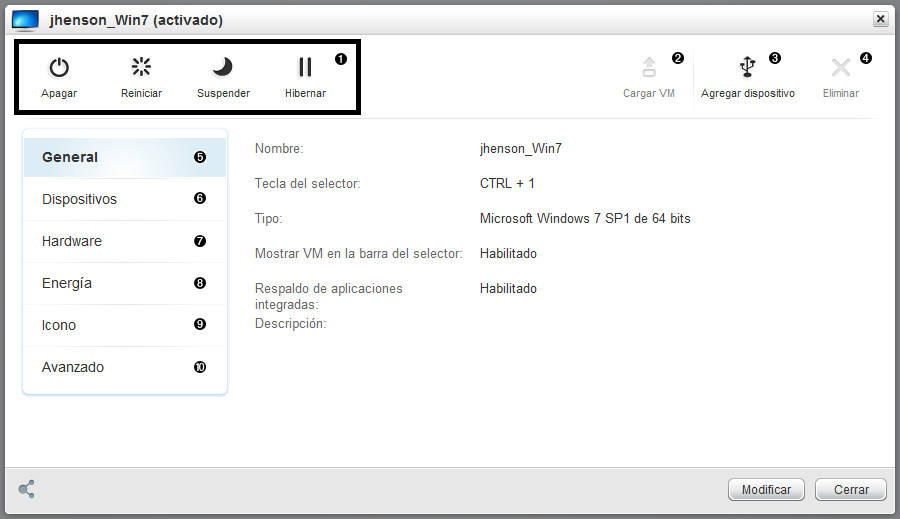 jhenson_Win7 (activado)
❶ ❷ ❸ ❹
Apagar Reiniciar Suspender Hibernar Cargar VM Agregar dispositivo Eliminar
General ❺
Dispositivos ❻
Hardware ❼
Energía ❽
Icono ❾
Avanzado ❿
Nombre: jhenson_Win7
Tecla del selector: CTRL + 1
Tipo: Microsoft Windows 7 SP1 de 64 bits
Mostrar VM en la barra del selector: Habilitado
Respaldo de aplicaciones Habilitado
integradas:
Descripción:
Modificar Cerrar